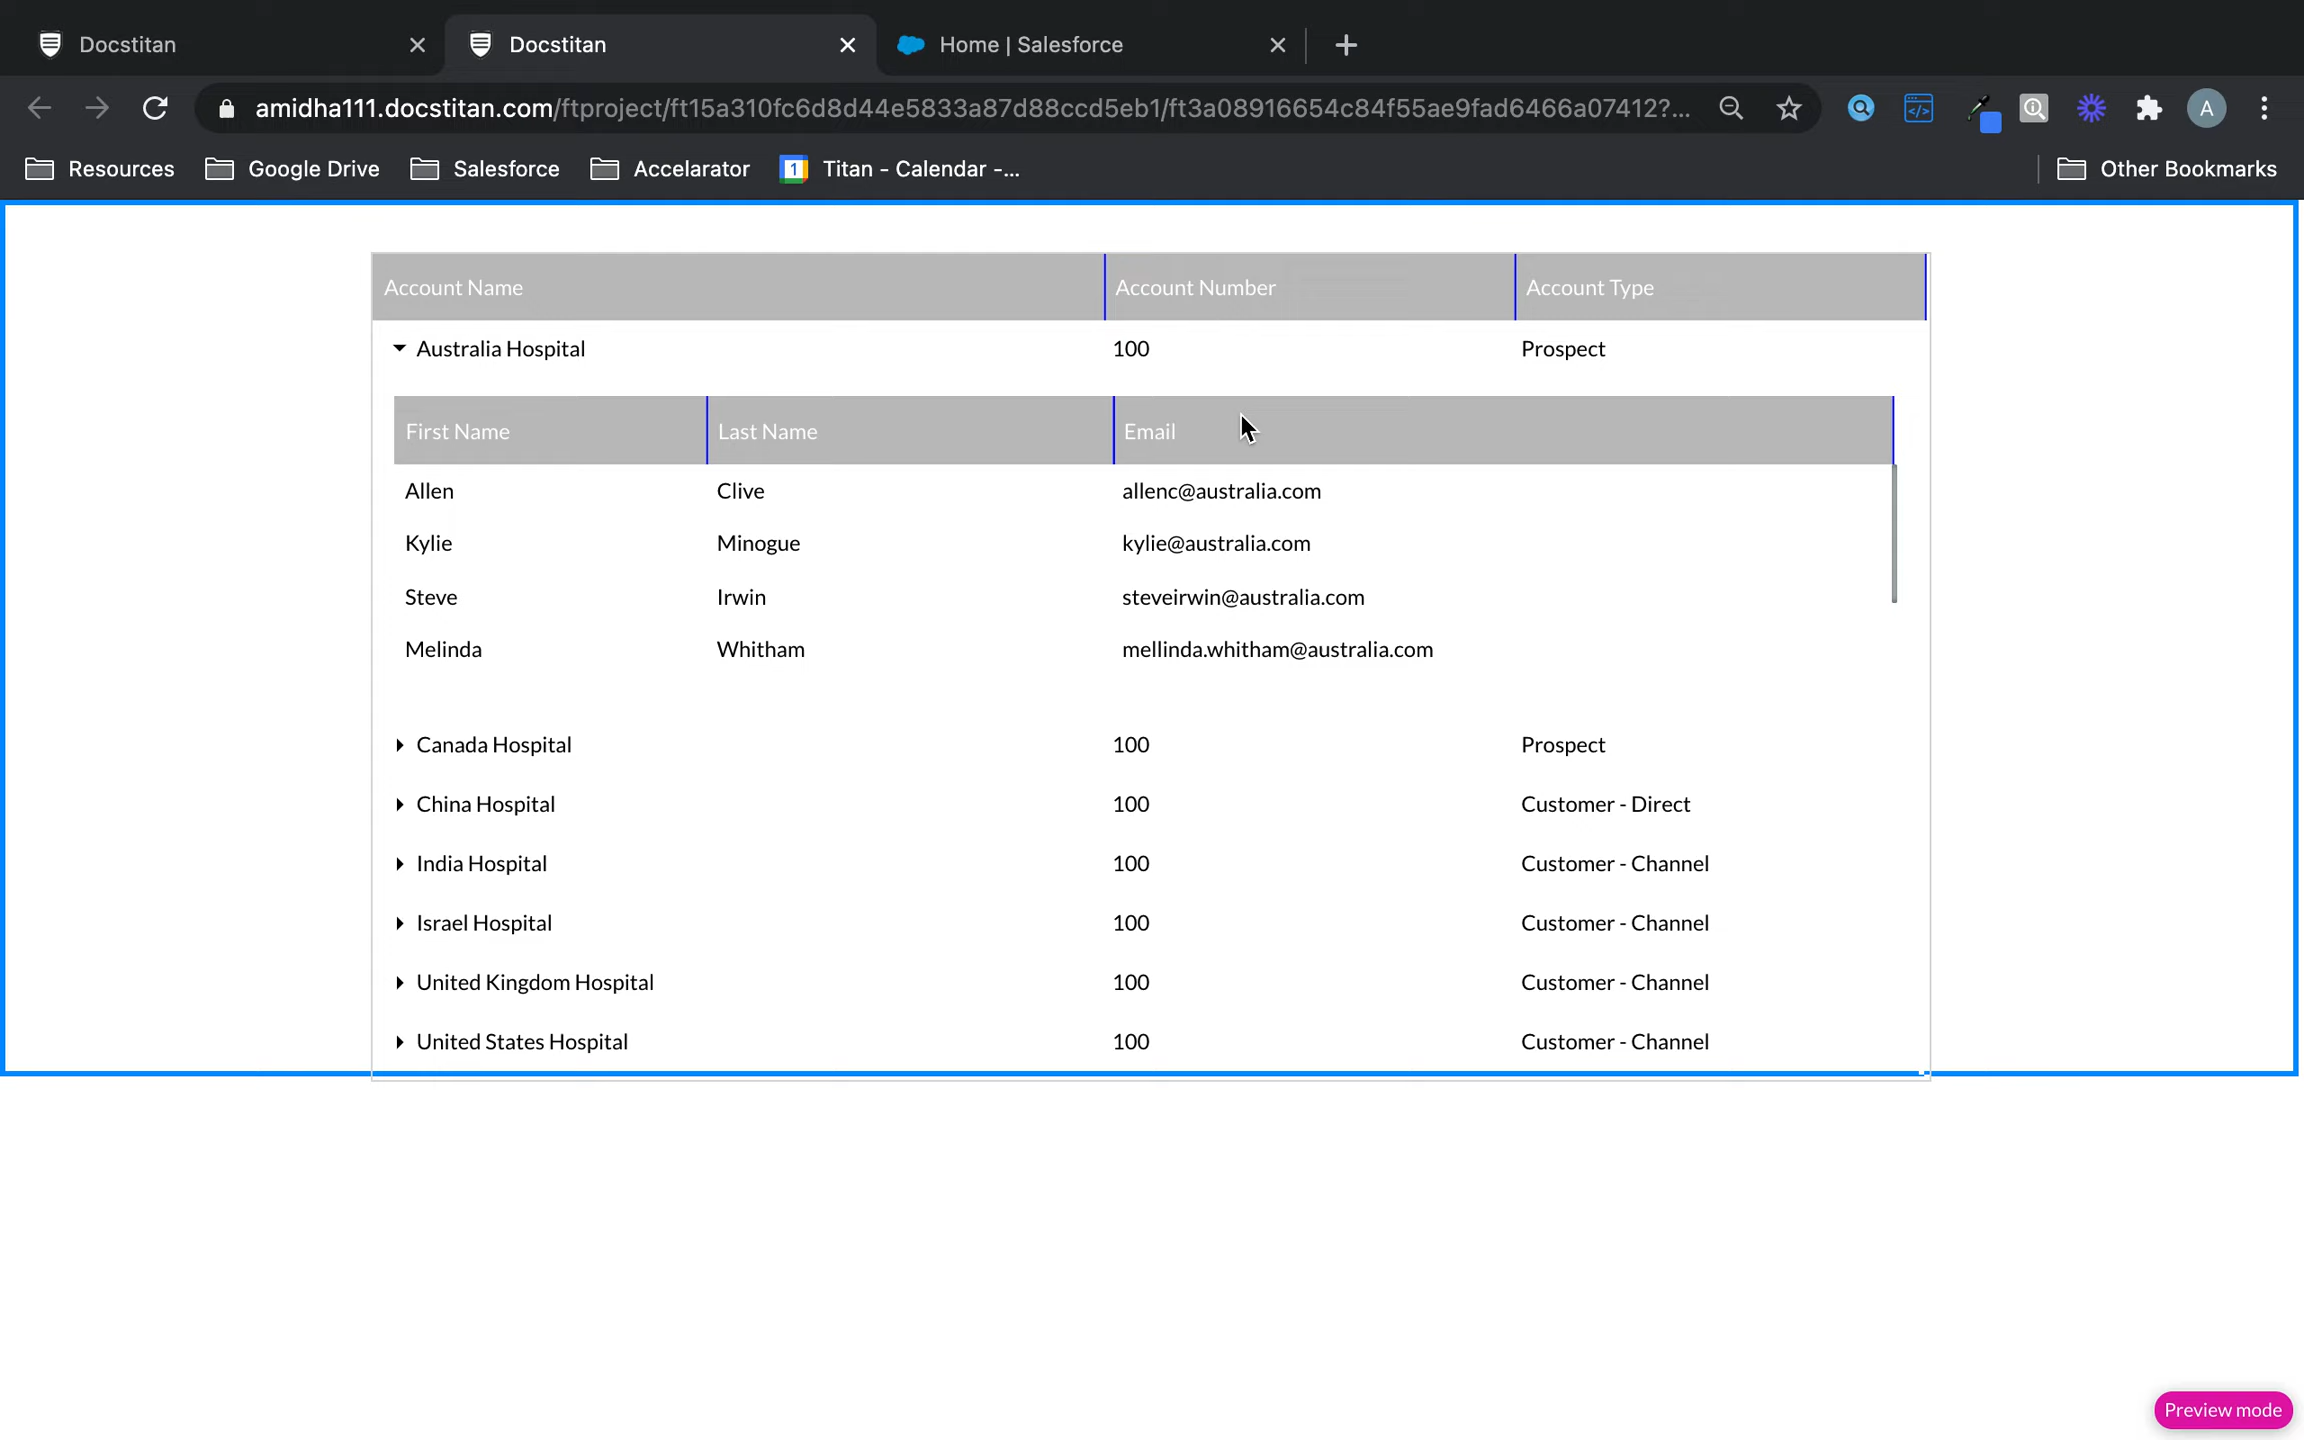 Docstitan
Docstitan
Home | Salesforce
amidha111.docstitan.com/ftproject/ft15a310fc6d8d44e5833a87d88ccd5eb1/ft3a08916654c84f55ae9fad6466a07412?...
A
Resources
Google Drive
Salesforce
Accelarator
1
Titan - Calendar -...
Other Bookmarks
Account Name Account Number Account Type
Australia Hospital 100 Prospect
First Name Last Name Email
Allen Clive allenc@australia.com
Kylie Minogue kylie@australia.com
Steve Irwin steveirwin@australia.com
Melinda Whitham mellinda.whitham@australia.com
Canada Hospital 100 Prospect
China Hospital 100 Customer - Direct
India Hospital 100 Customer - Channel
Israel Hospital 100 Customer - Channel
United Kingdom Hospital 100 Customer - Channel
United States Hospital 100 Customer - Channel
Preview mode